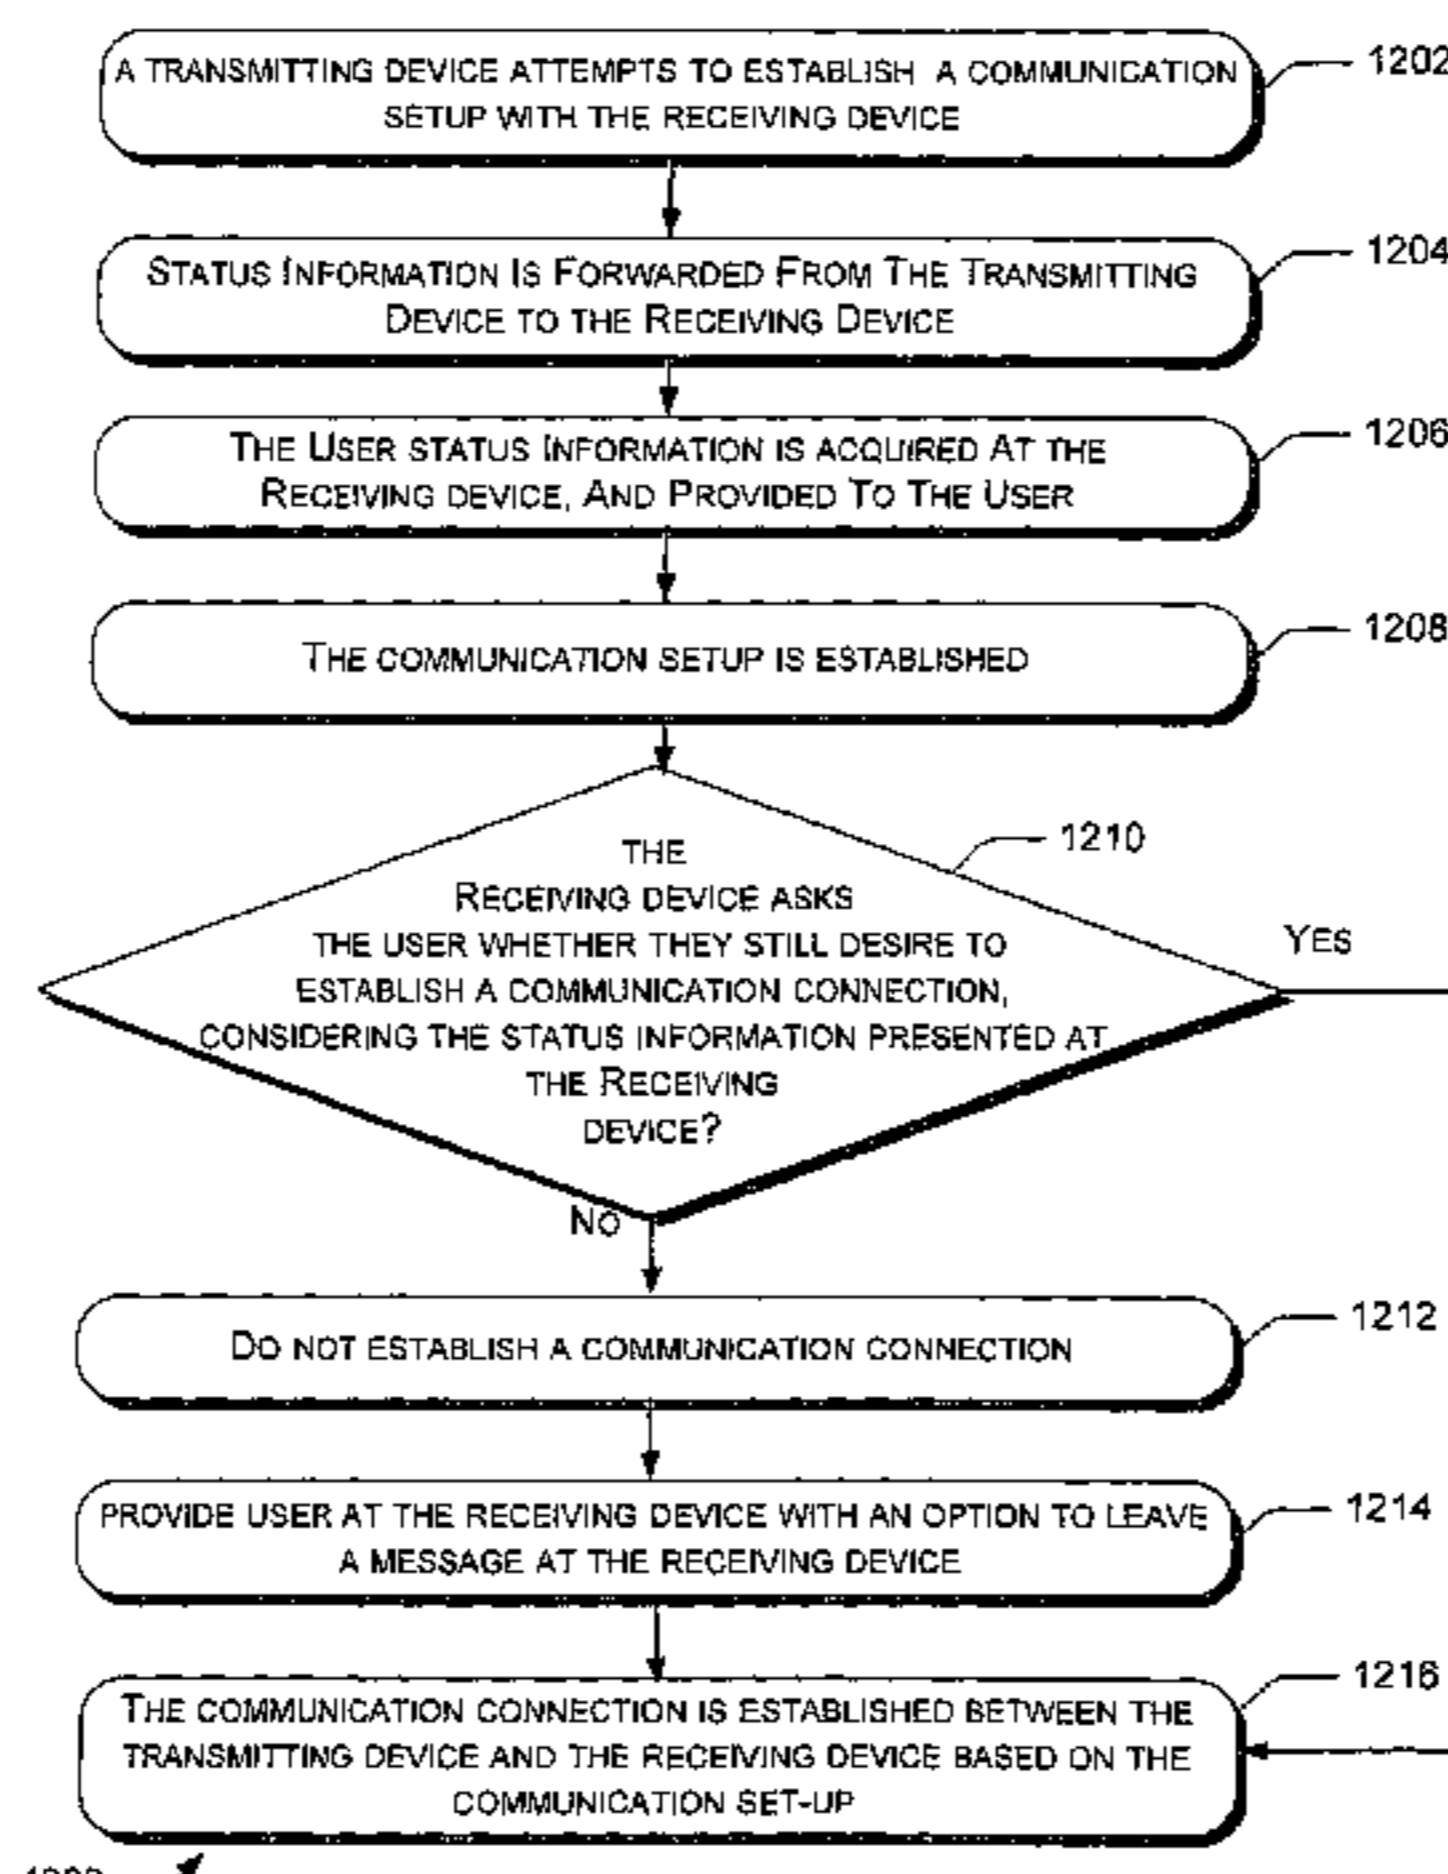 A TRANSMITTING DEVICE ATTEMPTS TO ESTABLISH A COMMUNICATION
SETUP WITH THE RECEIVING DEVICE
1202
STATUS INFORMATION IS FORWARDED FROM THE TRANSMITTING
DEVICE TO THE RECEIVING DEVICE
1204
THE USER STATUS INFORMATION IS ACQUIRED AT THE
RECEIVING DEVICE, AND PROVIDED TO THE USER
1206
THE COMMUNICATION SETUP IS ESTABLISHED
1208
THE
RECEIVING DEVICE ASKS
THE USER WHETHER THEY STILL DESIRE TO
ESTABLISH A COMMUNICATION CONNECTION,
CONSIDERING THE STATUS INFORMATION PRESENTED AT
THE RECEIVING
DEVICE?
1210
YES
NO
DO NOT ESTABLISH A COMMUNICATION CONNECTION
1212
PROVIDE USER AT THE RECEIVING DEVICE WITH AN OPTION TO LEAVE
A MESSAGE AT THE RECEIVING DEVICE
1214
THE COMMUNICATION CONNECTION IS ESTABLISHED BETWEEN THE
TRANSMITTING DEVICE AND THE RECEIVING DEVICE BASED ON THE
COMMUNICATION SET-UP
1216